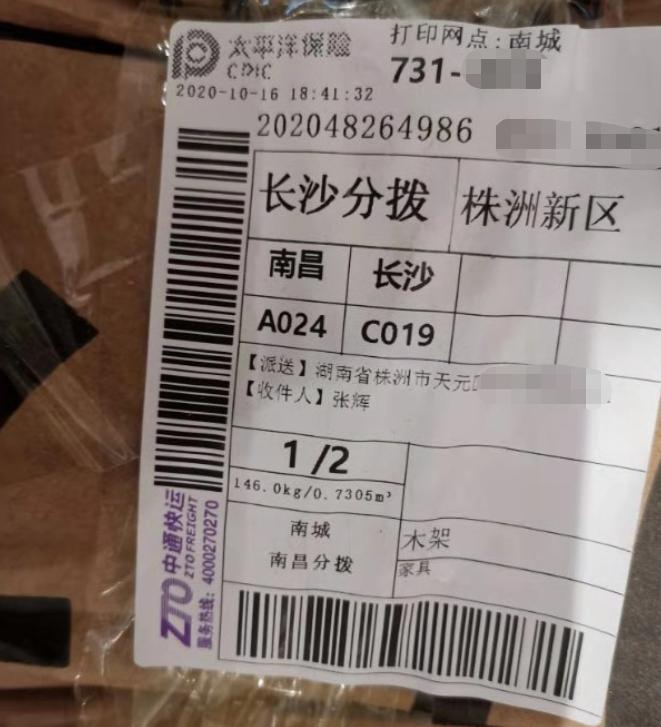 太平洋保险
CPIC
打印网点:南城
731-
2020-10-16 18:41:32
202048264986
长沙分拨
株洲新区
南昌 长沙
A024 C019
【派送】湖南省株洲市天元
【收件人】张辉
1/2
146.0kg/0.7305m³
南城
南昌分拨
木架
家具
ZTO 中通快运
ZTO FREIGHT
服务热线:4000270270